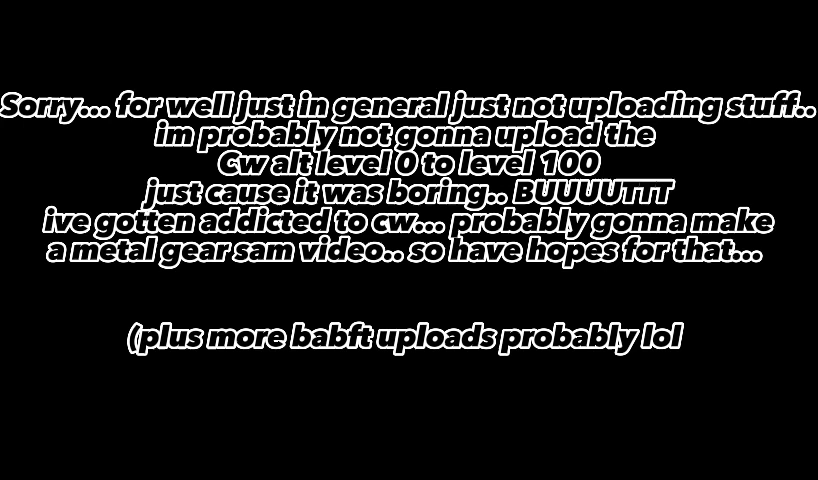 Sorry... for well just in general just not uploading stuff..
im probably not gonna upload the
Cw alt level 0 to level 100
just cause it was boring.. BUUUUTTT
ive gotten addicted to cw... probably gonna make
a metal gear sam video.. so have hopes for that...
(plus more babft uploads probably lol